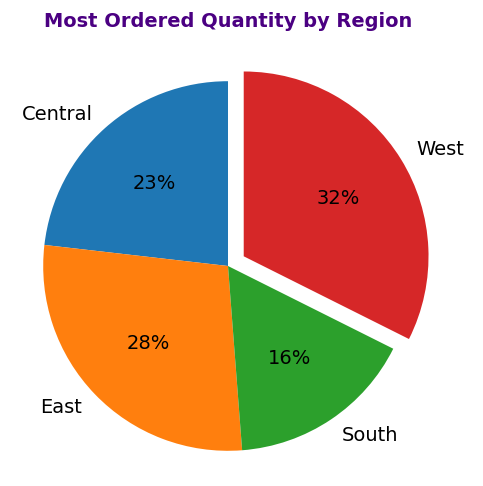 Most Ordered Quantity by Region
Central
West
23%
32%
28%
16%
East
South